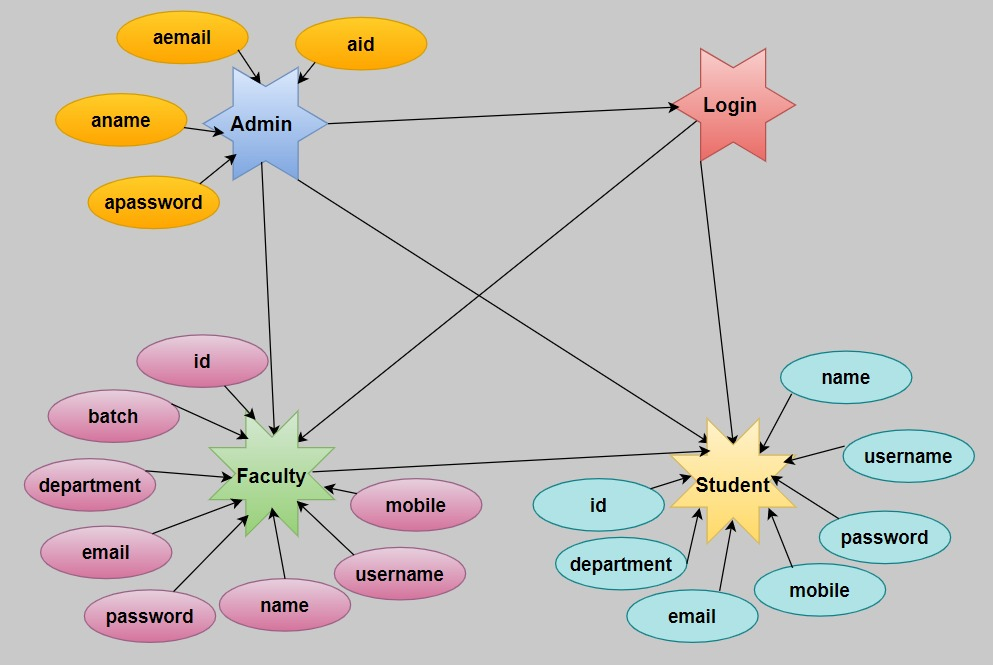 aemail
aid
aname
Admin
Login
apassword
id
name
batch
username
Faculty
Student
department
mobile
id
password
email
department
username
mobile
password
name
email